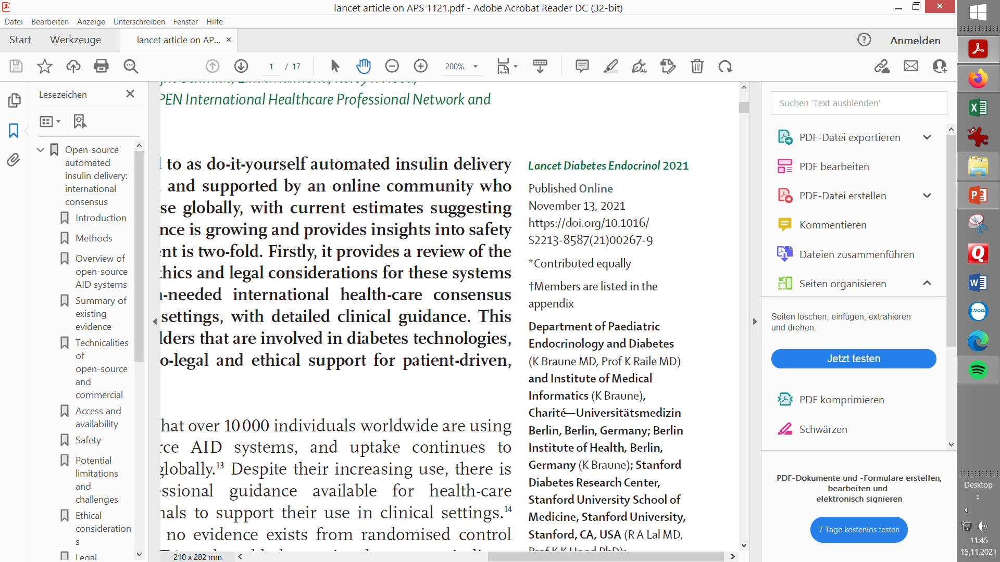 lancet article on APS 1121.pdf - Adobe Acrobat Reader DC (32-bit)
Datei Bearbeiten Anzeige Unterschreiben Fenster Hilfe
Start Werkzeuge lancet article on AP... × Anmelden
1 / 17 200%
Lesezeichen
Open-source
automated
insulin delivery:
international
consensus
Introduction
Methods
Overview of
open-source
AID systems
Summary of
existing
evidence
Technicalities
of
open-source
and
commercial
Access and
availability
Safety
Potential
limitations
and
challenges
Ethical
consideration
s
Legal
PEN International Healthcare Professional Network and
to as do-it-yourself automated insulin delivery
and supported by an online community who
se globally, with current estimates suggesting
nce is growing and provides insights into safety
ent is two-fold. Firstly, it provides a review of the
thics and legal considerations for these systems
h-needed international health-care consensus
settings, with detailed clinical guidance. This
lders that are involved in diabetes technologies,
o-legal and ethical support for patient-driven,
hat over 10 000 individuals worldwide are using
rce AID systems, and uptake continues to
globally.13 Despite their increasing use, there is
ssional guidance available for health-care
nals to support their use in clinical settings.14
no evidence exists from randomised control
Lancet Diabetes Endocrinol 2021
Published Online
November 13, 2021
https://doi.org/10.1016/
S2213-8587(21)00267-9
*Contributed equally
†Members are listed in the
appendix
Department of Paediatric
Endocrinology and Diabetes
(K Braune MD, Prof K Raile MD)
and Institute of Medical
Informatics (K Braune),
Charité—Universitätsmedizin
Berlin, Berlin, Germany; Berlin
Institute of Health, Berlin,
Germany (K Braune); Stanford
Diabetes Research Center,
Stanford University School of
Medicine, Stanford University,
Stanford, CA, USA (R A Lal MD,
Prof K K Hood PhD);
210 x 282 mm
Suchen 'Text ausblenden'
PDF-Datei exportieren
PDF bearbeiten
PDF-Datei erstellen
Kommentieren
Dateien zusammenführen
Seiten organisieren
Seiten löschen, einfügen, extrahieren
und drehen.
Jetzt testen
PDF komprimieren
Schwärzen
PDF-Dokumente und -Formulare erstellen,
bearbeiten und
elektronisch signieren
7 Tage kostenlos testen
Desktop
11:45
15.11.2021